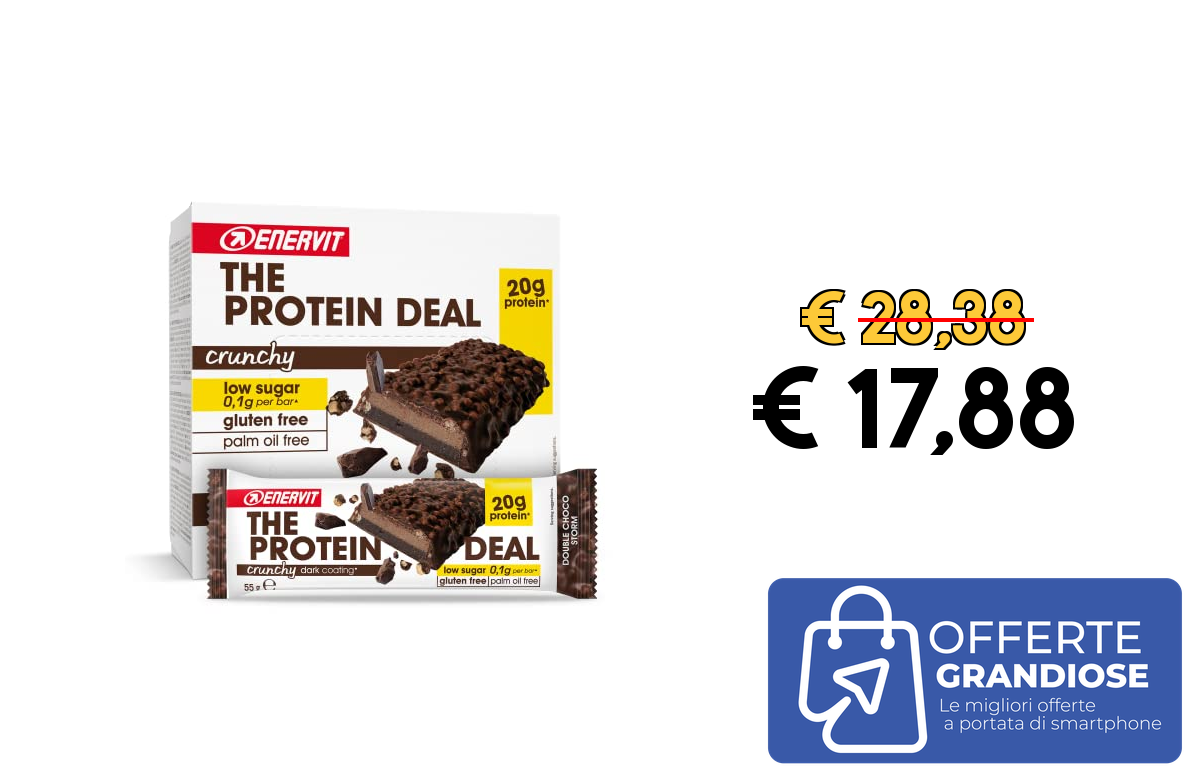 ENERVIT
THE
PROTEIN DEAL
20g
protein*
crunchy
low sugar
0,1g per bar*
gluten free
palm oil free
ENERVIT
THE
PROTEIN DEAL
20g
protein*
crunchy dark coating*
low sugar 0,1g per bar*
gluten free palm oil free
55 g e
DOUBLE CHOCO
STORM
€ 28,38
€ 17,88
OFFERTE
GRANDIOSE
Le migliori offerte
a portata di smartphone